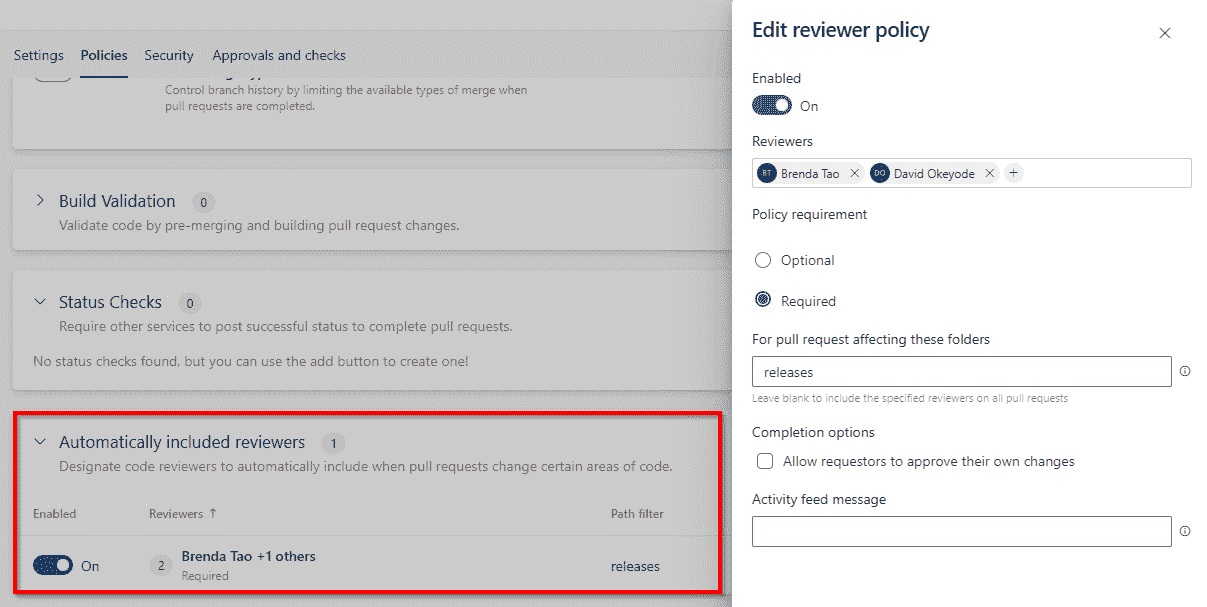 Settings Policies Security Approvals and checks
Control branch history by limiting the available types of merge when
pull requests are completed.
Build Validation 0
Validate code by pre-merging and building pull request changes.
Status Checks 0
Require other services to post successful status to complete pull requests.
No status checks found, but you can use the add button to create one!
Automatically included reviewers 1
Designate code reviewers to automatically include when pull requests change certain areas of code.
Enabled Reviewers ↑ Path filter
On 2 Brenda Tao +1 others releases
Required
Edit reviewer policy
Enabled
On
Reviewers
BT Brenda Tao DO David Okeyode +
Policy requirement
Optional
Required
For pull request affecting these folders
releases
Leave blank to include the specified reviewers on all pull requests
Completion options
Allow requestors to approve their own changes
Activity feed message